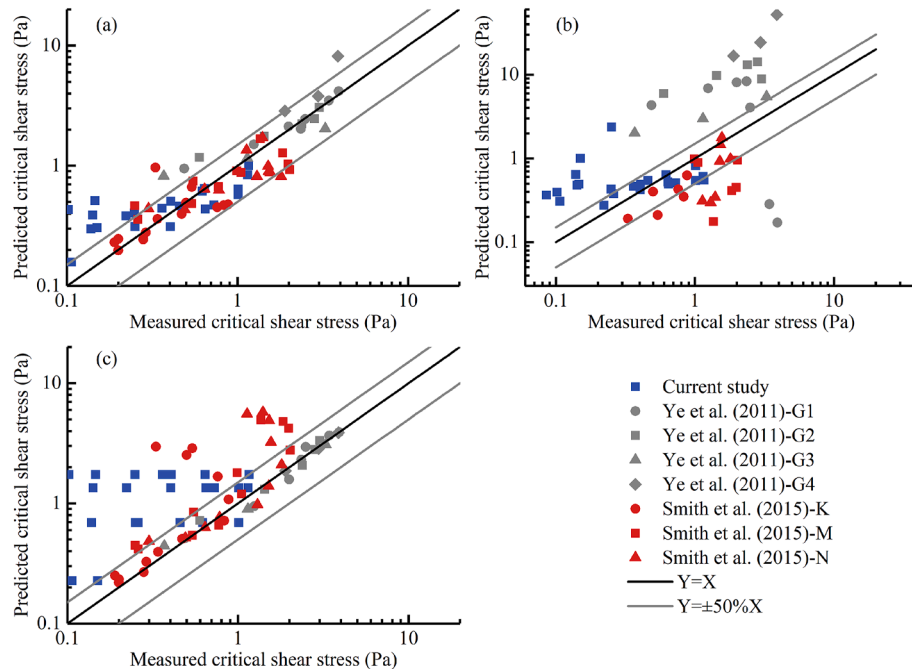 (a)
Predicted critical shear stress (Pa)
10
1
0.1
0.1
1
10
Measured critical shear stress (Pa)
(b)
Predicted critical shear stress (Pa)
10
1
0.1
0.1
1
10
Measured critical shear stress (Pa)
(c)
Predicted critical shear stress (Pa)
10
1
0.1
0.1
1
10
Measured critical shear stress (Pa)
Current study
Ye et al. (2011)-G1
Ye et al. (2011)-G2
Ye et al. (2011)-G3
Ye et al. (2011)-G4
Smith et al. (2015)-K
Smith et al. (2015)-M
Smith et al. (2015)-N
Y=X
Y=±50%X